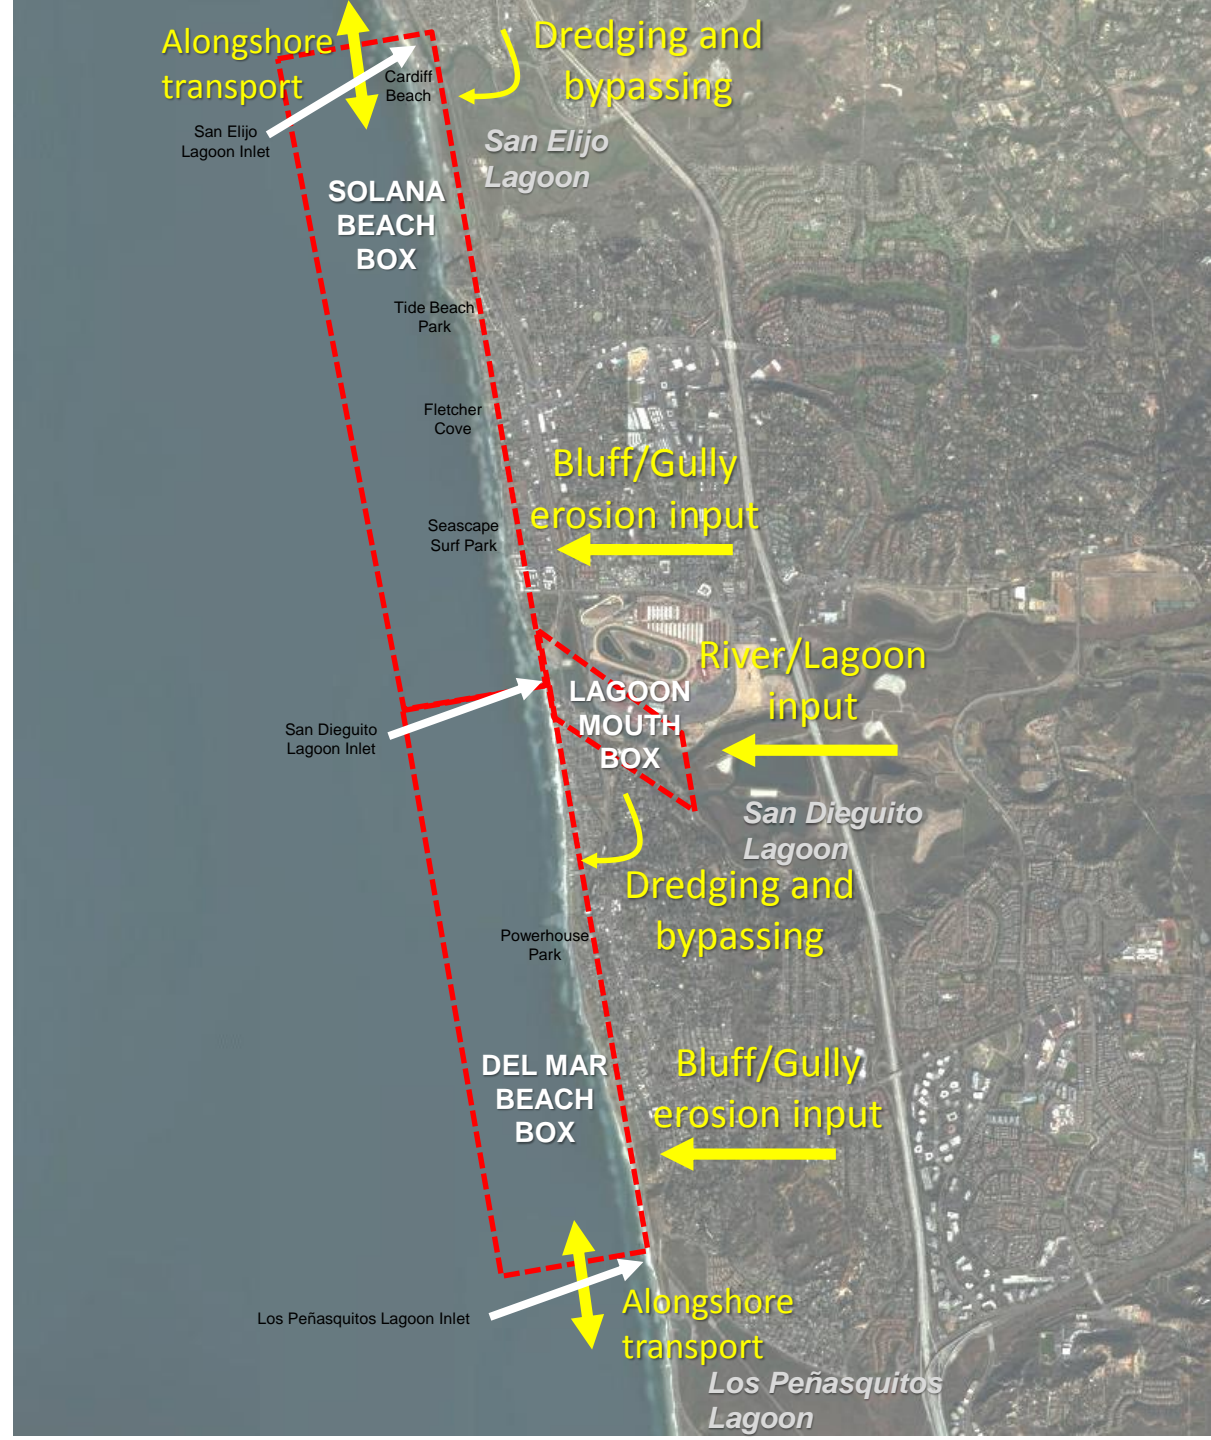 Alongshore
transport
Dredging and
bypassing
Cardiff
Beach
San Elijo
Lagoon Inlet
San Elijo
Lagoon
SOLANA
BEACH
BOX
Tide Beach
Park
Fletcher
Cove
Bluff/Gully
erosion input
Seascape
Surf Park
River/Lagoon
input
LAGOON
MOUTH
BOX
San Dieguito
Lagoon Inlet
San Dieguito
Lagoon
Dredging and
bypassing
Powerhouse
Park
DEL MAR
BEACH
BOX
Bluff/Gully
erosion input
Los Peñasquitos Lagoon Inlet
Alongshore
transport
Los Peñasquitos
Lagoon